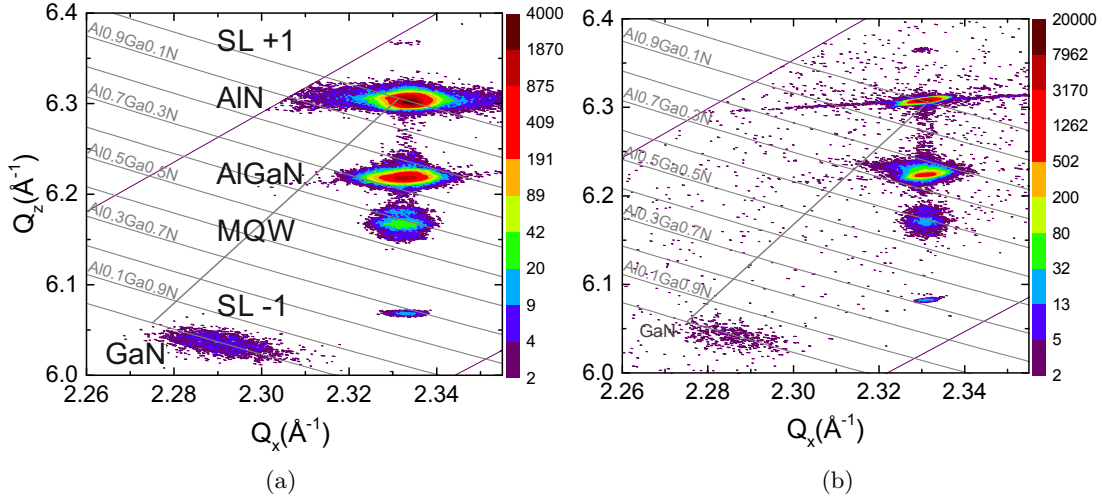 6.4
6.3
6.2
6.1
6.0
Qz(Å-1)
2.26 2.28 2.30 2.32 2.34
Qx(Å-1)
Al0.9Ga0.1N
Al0.7Ga0.3N
Al0.5Ga0.5N
Al0.3Ga0.7N
Al0.1Ga0.9N
SL +1
AlN
AlGaN
MQW
SL -1
GaN
4000
1870
875
409
191
89
42
20
9
4
2
(a)
6.4
6.3
6.2
6.1
6.0
2.26 2.28 2.30 2.32 2.34
Qx(Å-1)
Al0.9Ga0.1N
Al0.7Ga0.3N
Al0.5Ga0.5N
Al0.3Ga0.7N
Al0.1Ga0.9N
GaN
20000
7962
3170
1262
502
200
80
32
13
5
2
(b)